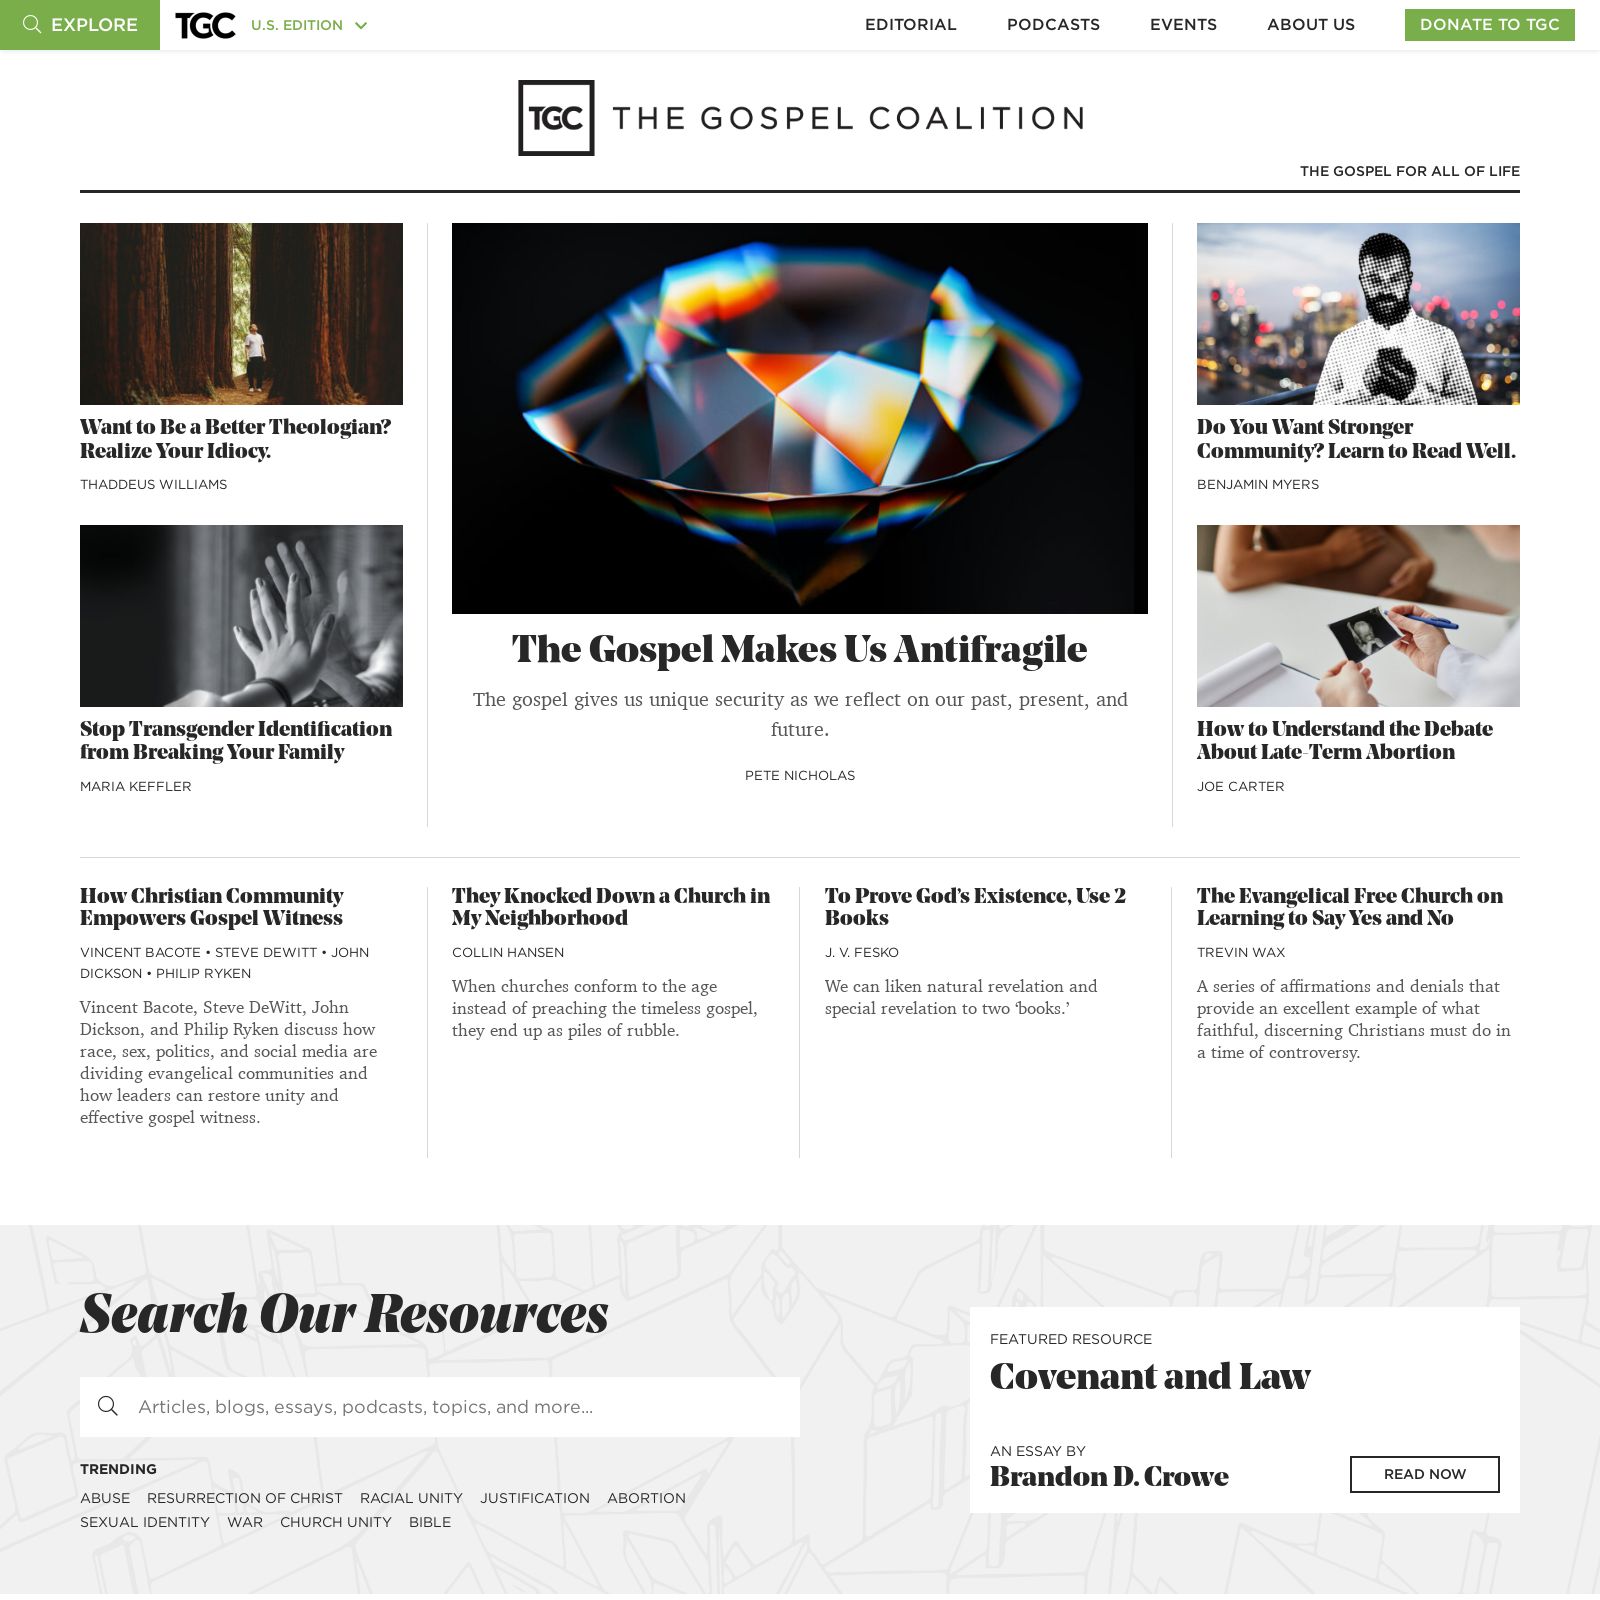 EXPLORE
TGC
U.S. EDITION
EDITORIAL
PODCASTS
EVENTS
ABOUT US
DONATE TO TGC
TGC THE GOSPEL COALITION
THE GOSPEL FOR ALL OF LIFE
Want to Be a Better Theologian?
Realize Your Idiocy.
THADDEUS WILLIAMS
Stop Transgender Identification
from Breaking Your Family
MARIA KEFFLER
The Gospel Makes Us Antifragile
The gospel gives us unique security as we reflect on our past, present, and
future.
PETE NICHOLAS
Do You Want Stronger
Community? Learn to Read Well.
BENJAMIN MYERS
How to Understand the Debate
About Late-Term Abortion
JOE CARTER
How Christian Community
Empowers Gospel Witness
VINCENT BACOTE • STEVE DEWITT • JOHN
DICKSON • PHILIP RYKEN
Vincent Bacote, Steve DeWitt, John
Dickson, and Philip Ryken discuss how
race, sex, politics, and social media are
dividing evangelical communities and
how leaders can restore unity and
effective gospel witness.
They Knocked Down a Church in
My Neighborhood
COLLIN HANSEN
When churches conform to the age
instead of preaching the timeless gospel,
they end up as piles of rubble.
To Prove God’s Existence, Use 2
Books
J. V. FESKO
We can liken natural revelation and
special revelation to two ‘books.’
The Evangelical Free Church on
Learning to Say Yes and No
TREVIN WAX
A series of affirmations and denials that
provide an excellent example of what
faithful, discerning Christians must do in
a time of controversy.
Search Our Resources
Articles, blogs, essays, podcasts, topics, and more...
TRENDING
ABUSE RESURRECTION OF CHRIST RACIAL UNITY JUSTIFICATION ABORTION
SEXUAL IDENTITY WAR CHURCH UNITY BIBLE
FEATURED RESOURCE
Covenant and Law
AN ESSAY BY
Brandon D. Crowe
READ NOW